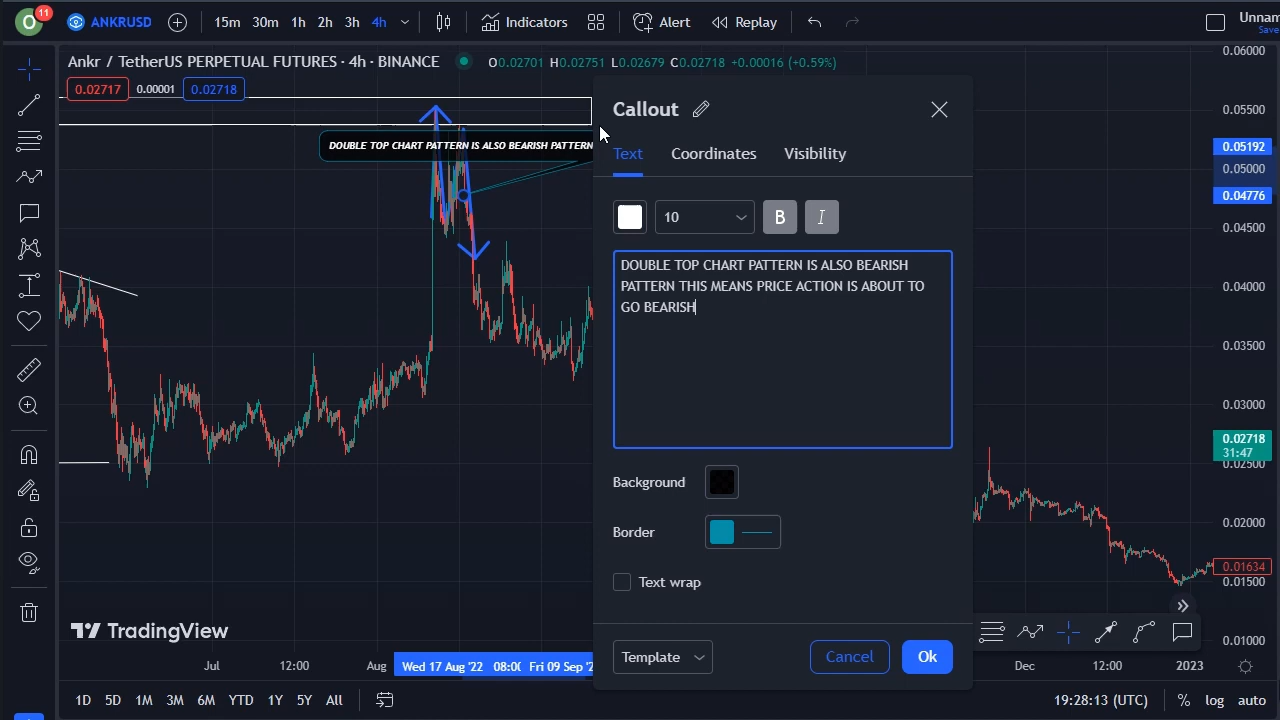 O 11 ANKRUSD 15m 30m 1h 2h 3h 4h Indicators Alert Replay
Save
Ankr / TetherUS PERPETUAL FUTURES · 4h · BINANCE O0.02701 H0.02751 L0.02679 C0.02718 +0.00016 (+0.59%)
0.02717 0.00001 0.02718
DOUBLE TOP CHART PATTERN IS ALSO BEARISH PATTERN
Callout
Text Coordinates Visibility
10 B I
DOUBLE TOP CHART PATTERN IS ALSO BEARISH
PATTERN THIS MEANS PRICE ACTION IS ABOUT TO
GO BEARISH
Background
Border
Text wrap
Template Cancel Ok
0.06000
0.05500
0.05192
0.05000
0.04776
0.04500
0.04000
0.03500
0.03000
0.02718
31:47
0.02500
0.02000
0.01634
0.01500
0.01000
TradingView
Jul 12:00 Aug Wed 17 Aug '22 Fri 09 Sep Dec 12:00 2023
1D 5D 1M 3M 6M YTD 1Y 5Y All 19:28:13 (UTC) % log auto